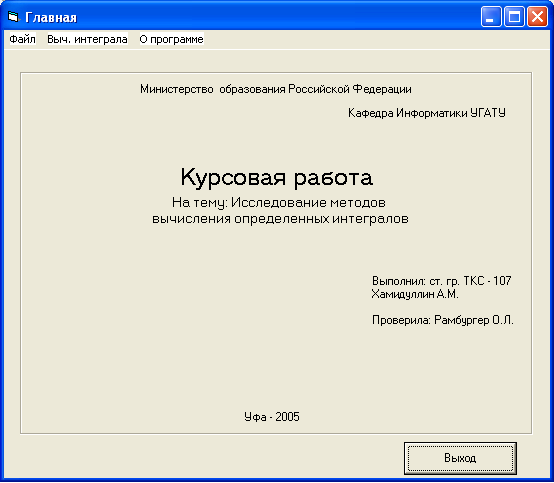 Главная
Файл Выч. интеграла О программе
Министерство образования Российской Федерации
Кафедра Информатики УГАТУ
Курсовая работа
На тему: Исследование методов
вычисления определенных интегралов
Выполнил: ст. гр. ТКС - 107
Хамидуллин А.М.
Проверила: Рамбургер О.Л.
Уфа - 2005
Выход